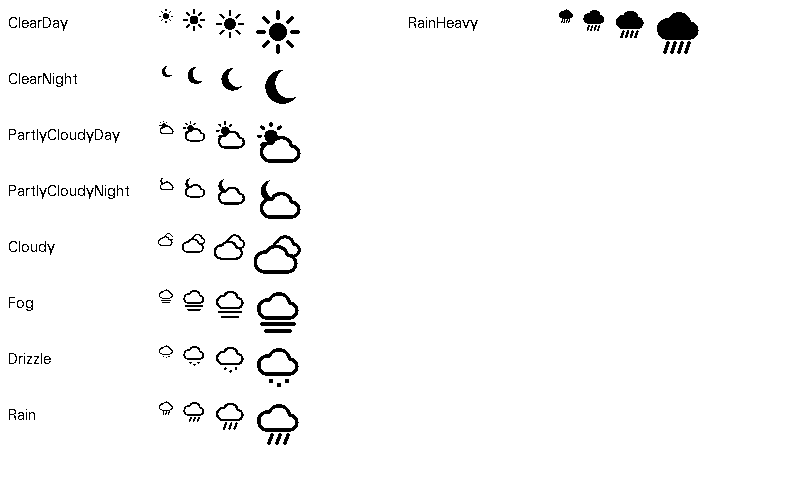 ClearDay
ClearNight
PartlyCloudyDay
PartlyCloudyNight
Cloudy
Fog
Drizzle
Rain
RainHeavy